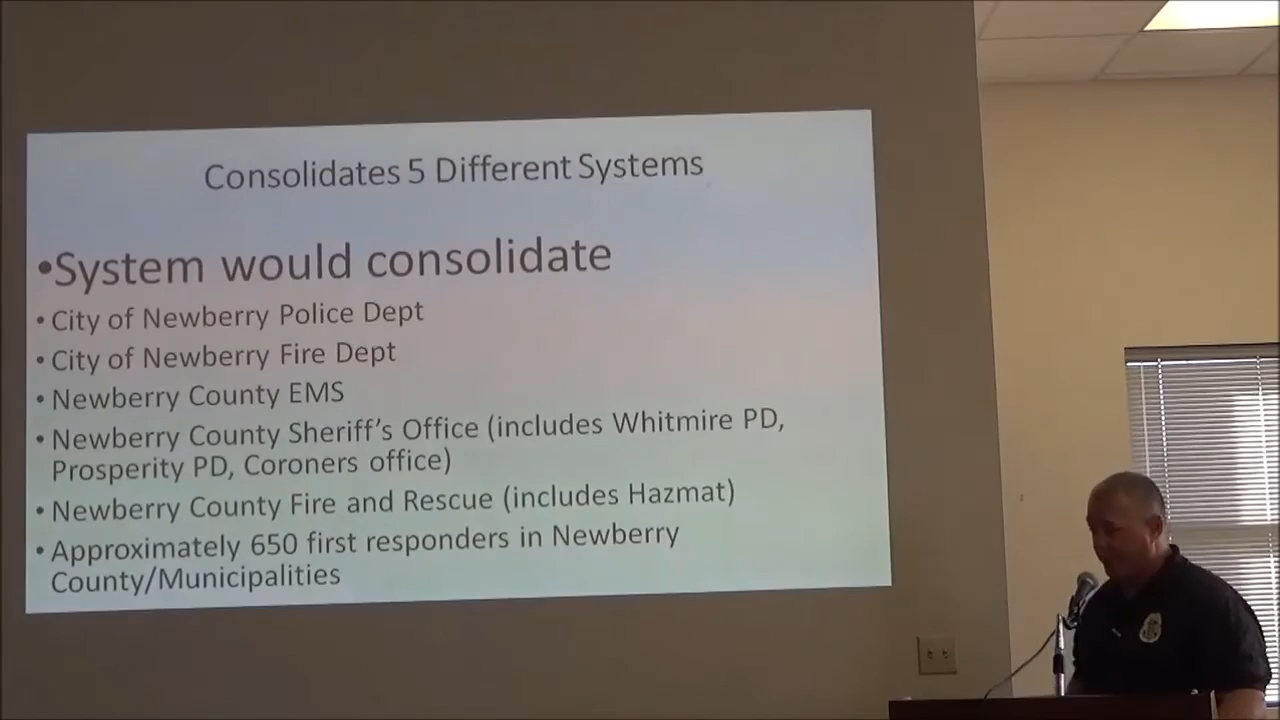 Consolidates 5 Different Systems
•System would consolidate
• City of Newberry Police Dept
• City of Newberry Fire Dept
• Newberry County EMS
• Newberry County Sheriff's Office (includes Whitmire PD,
Prosperity PD, Coroners office)
• Newberry County Fire and Rescue (includes Hazmat)
• Approximately 650 first responders in Newberry
County/Municipalities